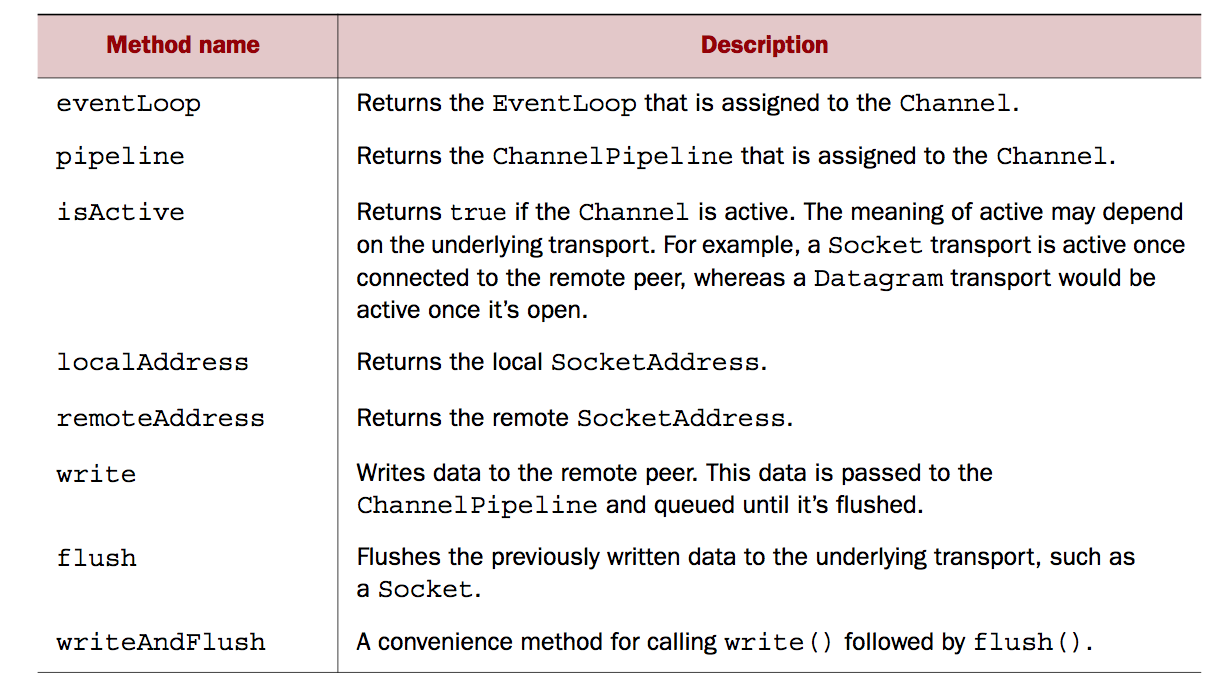 Method name Description
eventLoop Returns the EventLoop that is assigned to the Channel.
pipeline Returns the ChannelPipeline that is assigned to the Channel.
isActive Returns true if the Channel is active. The meaning of active may depend
on the underlying transport. For example, a Socket transport is active once
connected to the remote peer, whereas a Datagram transport would be
active once it’s open.
localAddress Returns the local SocketAddress.
remoteAddress Returns the remote SocketAddress.
write Writes data to the remote peer. This data is passed to the
ChannelPipeline and queued until it’s flushed.
flush Flushes the previously written data to the underlying transport, such as
a Socket.
writeAndFlush A convenience method for calling write() followed by flush().